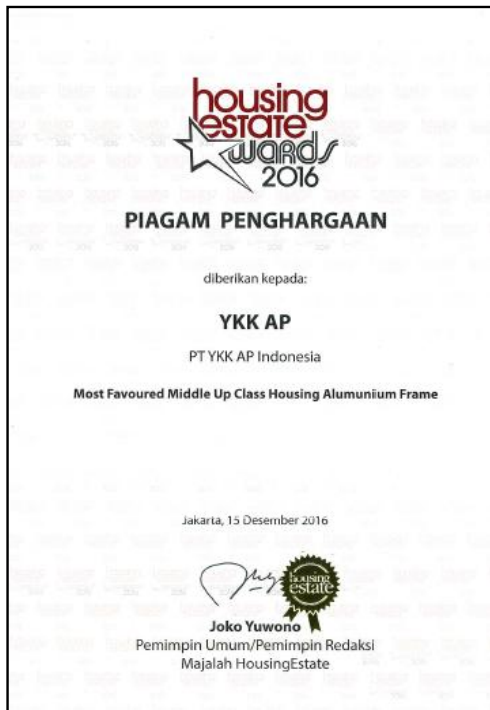 housing
estate
awards
2016
PIAGAM PENGHARGAAN
diberikan kepada:
YKK AP
PT YKK AP Indonesia
Most Favoured Middle Up Class Housing Alumunium Frame
Jakarta, 15 Desember 2016
housing
estate
Joko Yuwono
Pemimpin Umum/Pemimpin Redaksi
Majalah HousingEstate